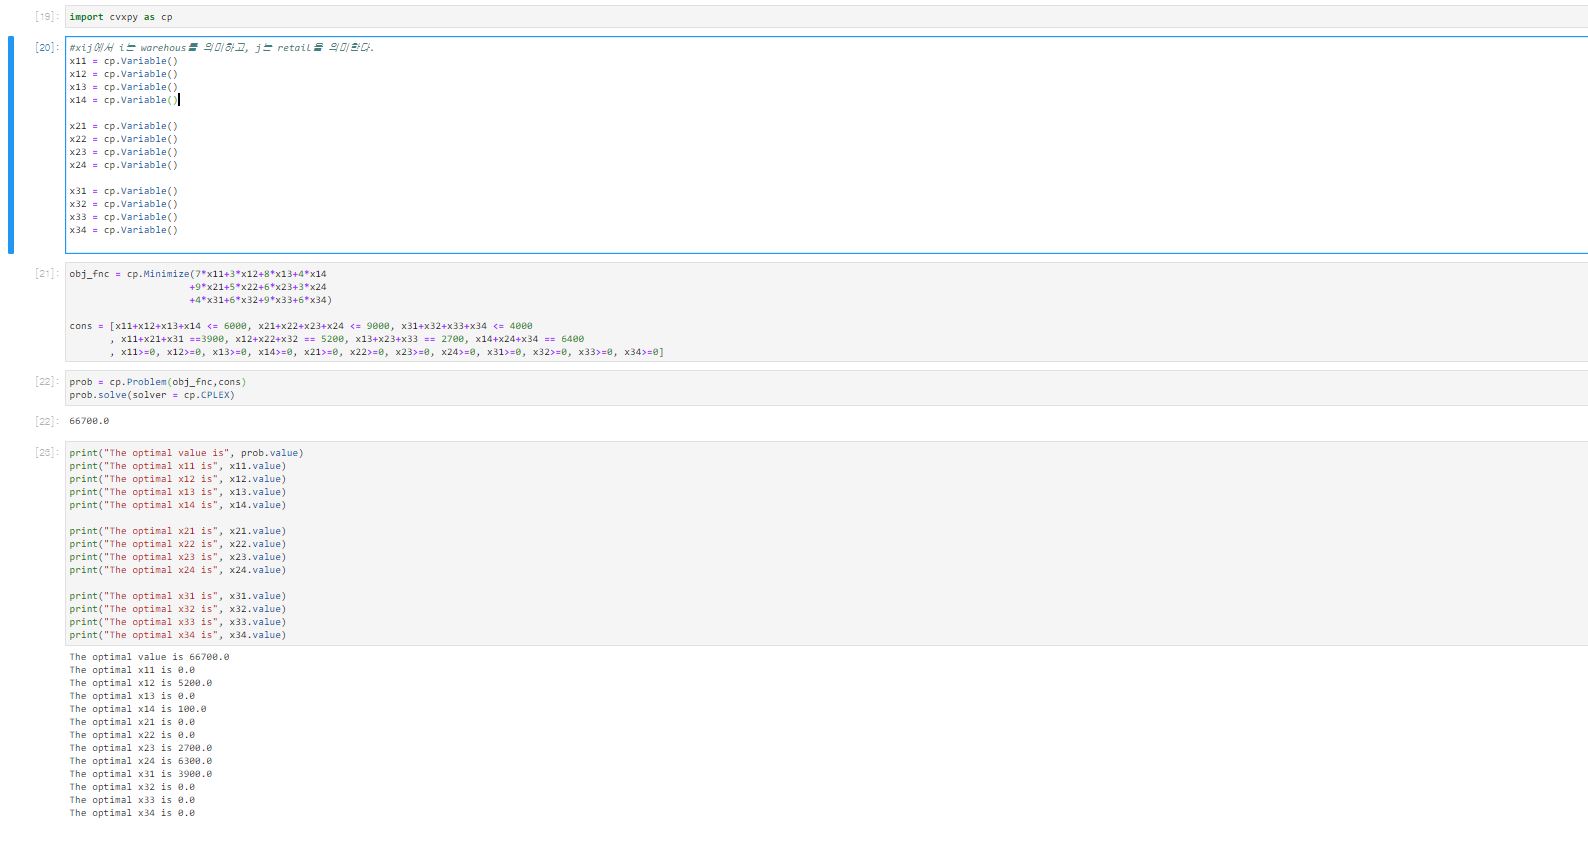 [19]: import cvxpy as cp
[20]: #xij에서 i는 warehous를 의미하고, j는 retail를 의미한다.
x11 = cp.Variable()
x12 = cp.Variable()
x13 = cp.Variable()
x14 = cp.Variable()
x21 = cp.Variable()
x22 = cp.Variable()
x23 = cp.Variable()
x24 = cp.Variable()
x31 = cp.Variable()
x32 = cp.Variable()
x33 = cp.Variable()
x34 = cp.Variable()
[21]: obj_fnc = cp.Minimize(7*x11+3*x12+8*x13+4*x14
+9*x21+5*x22+6*x23+3*x24
+4*x31+6*x32+9*x33+6*x34)
cons = [x11+x12+x13+x14 <= 6000, x21+x22+x23+x24 <= 9000, x31+x32+x33+x34 <= 4000
, x11+x21+x31 ==3900, x12+x22+x32 == 5200, x13+x23+x33 == 2700, x14+x24+x34 == 6400
, x11>=0, x12>=0, x13>=0, x14>=0, x21>=0, x22>=0, x23>=0, x24>=0, x31>=0, x32>=0, x33>=0, x34>=0]
[22]: prob = cp.Problem(obj_fnc,cons)
prob.solve(solver = cp.CPLEX)
[22]: 66700.0
[26]: print("The optimal value is", prob.value)
print("The optimal x11 is", x11.value)
print("The optimal x12 is", x12.value)
print("The optimal x13 is", x13.value)
print("The optimal x14 is", x14.value)
print("The optimal x21 is", x21.value)
print("The optimal x22 is", x22.value)
print("The optimal x23 is", x23.value)
print("The optimal x24 is", x24.value)
print("The optimal x31 is", x31.value)
print("The optimal x32 is", x32.value)
print("The optimal x33 is", x33.value)
print("The optimal x34 is", x34.value)
The optimal value is 66700.0
The optimal x11 is 0.0
The optimal x12 is 5200.0
The optimal x13 is 0.0
The optimal x14 is 100.0
The optimal x21 is 0.0
The optimal x22 is 0.0
The optimal x23 is 2700.0
The optimal x24 is 6300.0
The optimal x31 is 3900.0
The optimal x32 is 0.0
The optimal x33 is 0.0
The optimal x34 is 0.0